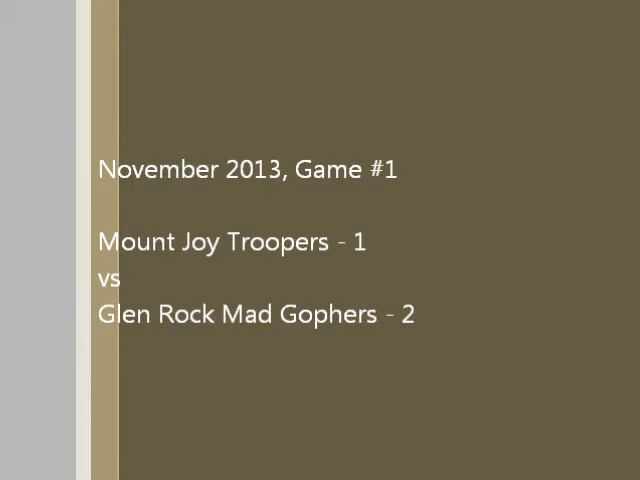 November 2013, Game #1
Mount Joy Troopers - 1
vs
Glen Rock Mad Gophers - 2